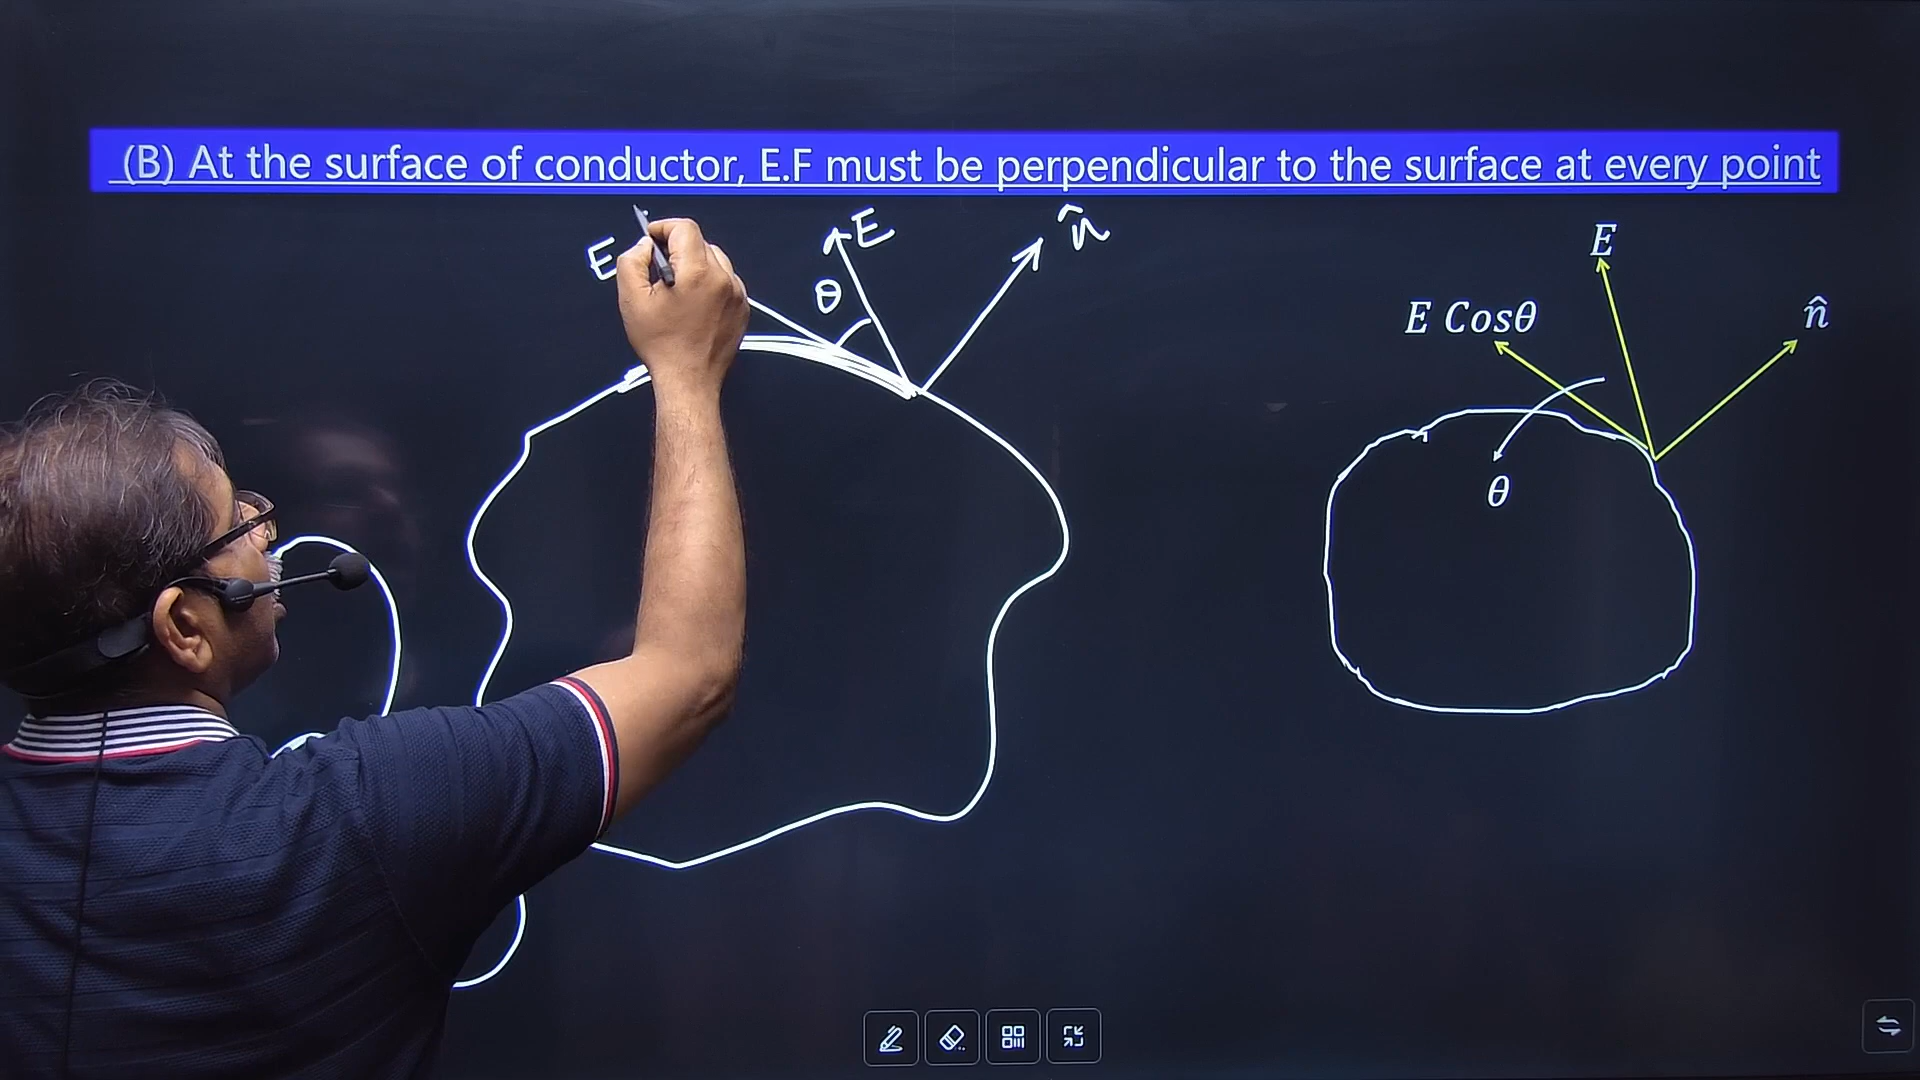 (B) At the surface of conductor, E.F must be perpendicular to the surface at every point
E
E
n̂
θ
E
E Cosθ
n̂
θ